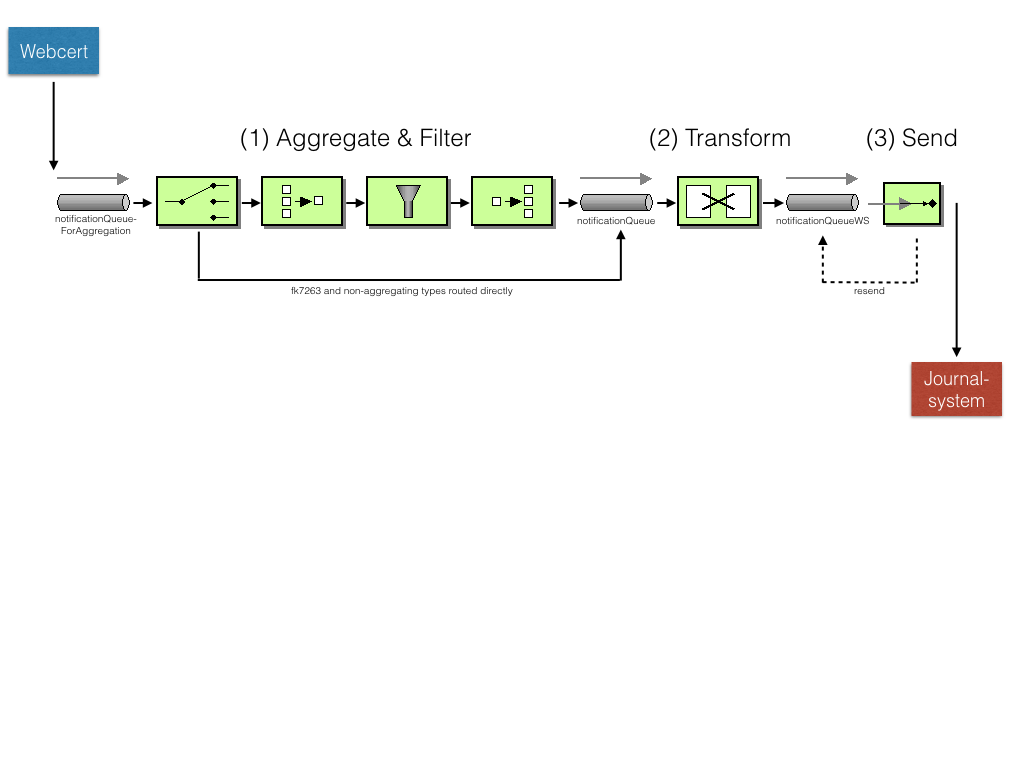 Webcert
(1) Aggregate & Filter
(2) Transform
(3) Send
notificationQueue-
ForAggregation
notificationQueue
notificationQueueWS
fk7263 and non-aggregating types routed directly
resend
Journal-
system